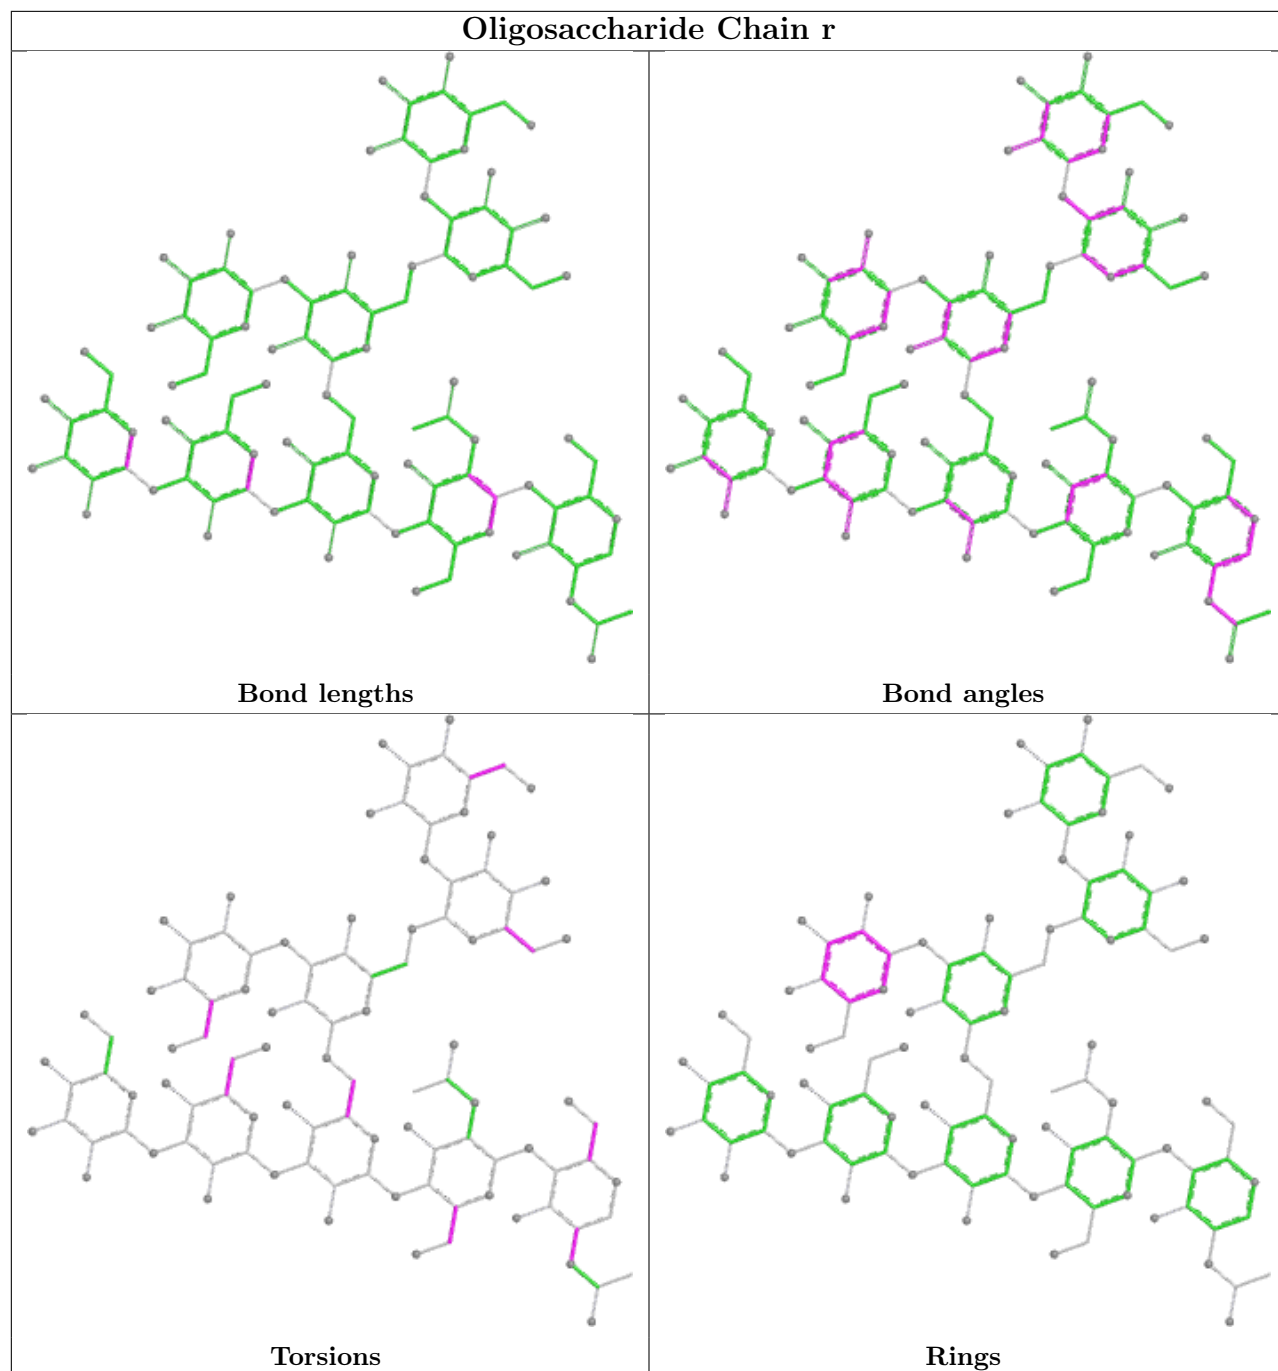 Oligosaccharide Chain r
Bond lengths
Bond angles
Torsions
Rings